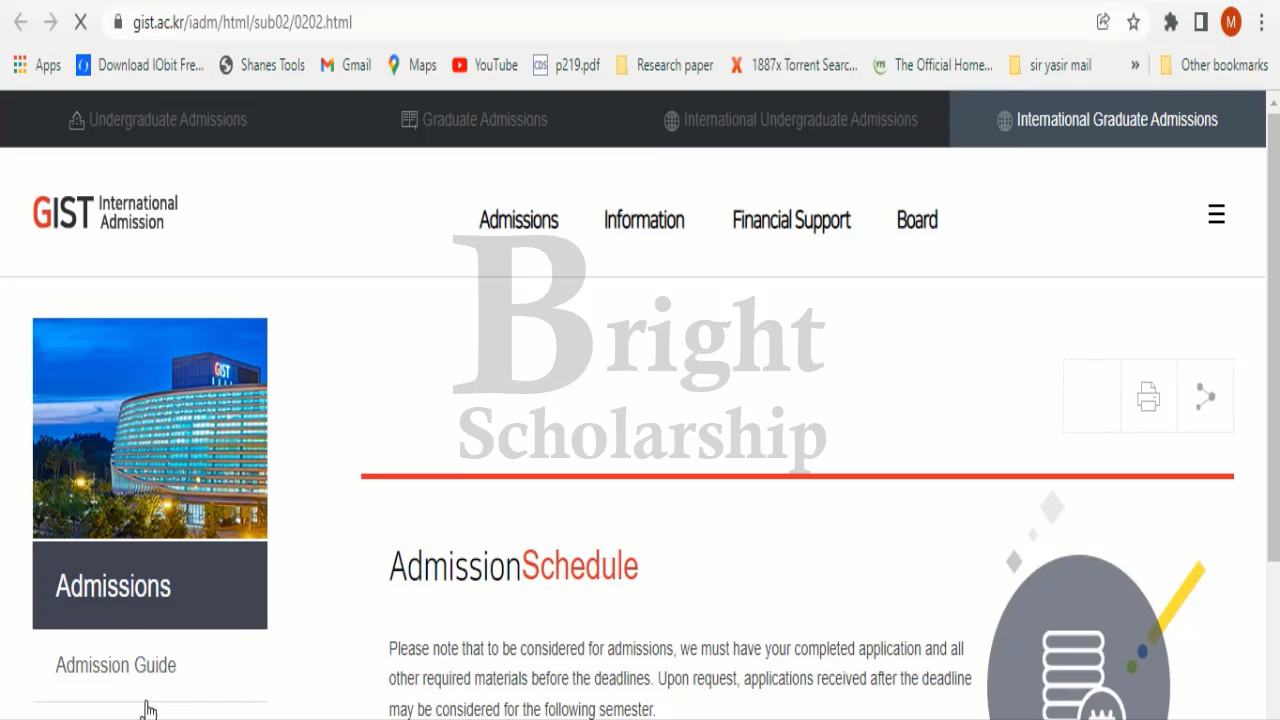 gist.ac.kr/iadm/html/sub02/0202.html
M
Apps Download IObit Fre... Shanes Tools Gmail Maps YouTube CDS p219.pdf Research paper 1887x Torrent Searc... The Official Home... sir yasir mail » Other bookmarks
Undergraduate Admissions Graduate Admissions International Undergraduate Admissions International Graduate Admissions
GIST International Admission
Admissions Information Financial Support Board
Bright
Scholarship
GIST
AdmissionSchedule
Admissions
Please note that to be considered for admissions, we must have your completed application and all
other required materials before the deadlines. Upon request, applications received after the deadline
may be considered for the following semester.
Admission Guide